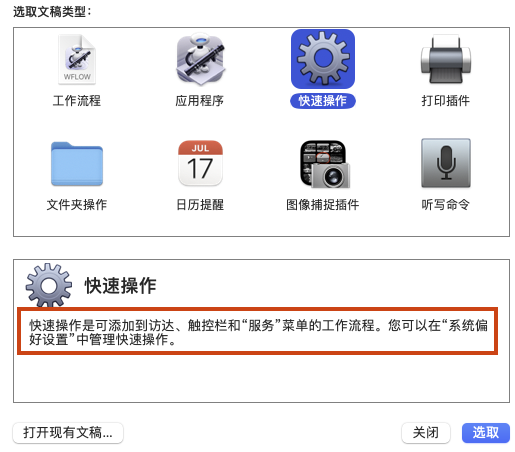 选取文稿类型：
WFLOW
工作流程
应用程序
快速操作
打印插件
JUL
17
文件夹操作
日历提醒
图像捕捉插件
听写命令
快速操作
快速操作是可添加到访达、触控栏和“服务”菜单的工作流程。您可以在“系统偏
好设置”中管理快速操作。
打开现有文稿...
关闭
选取